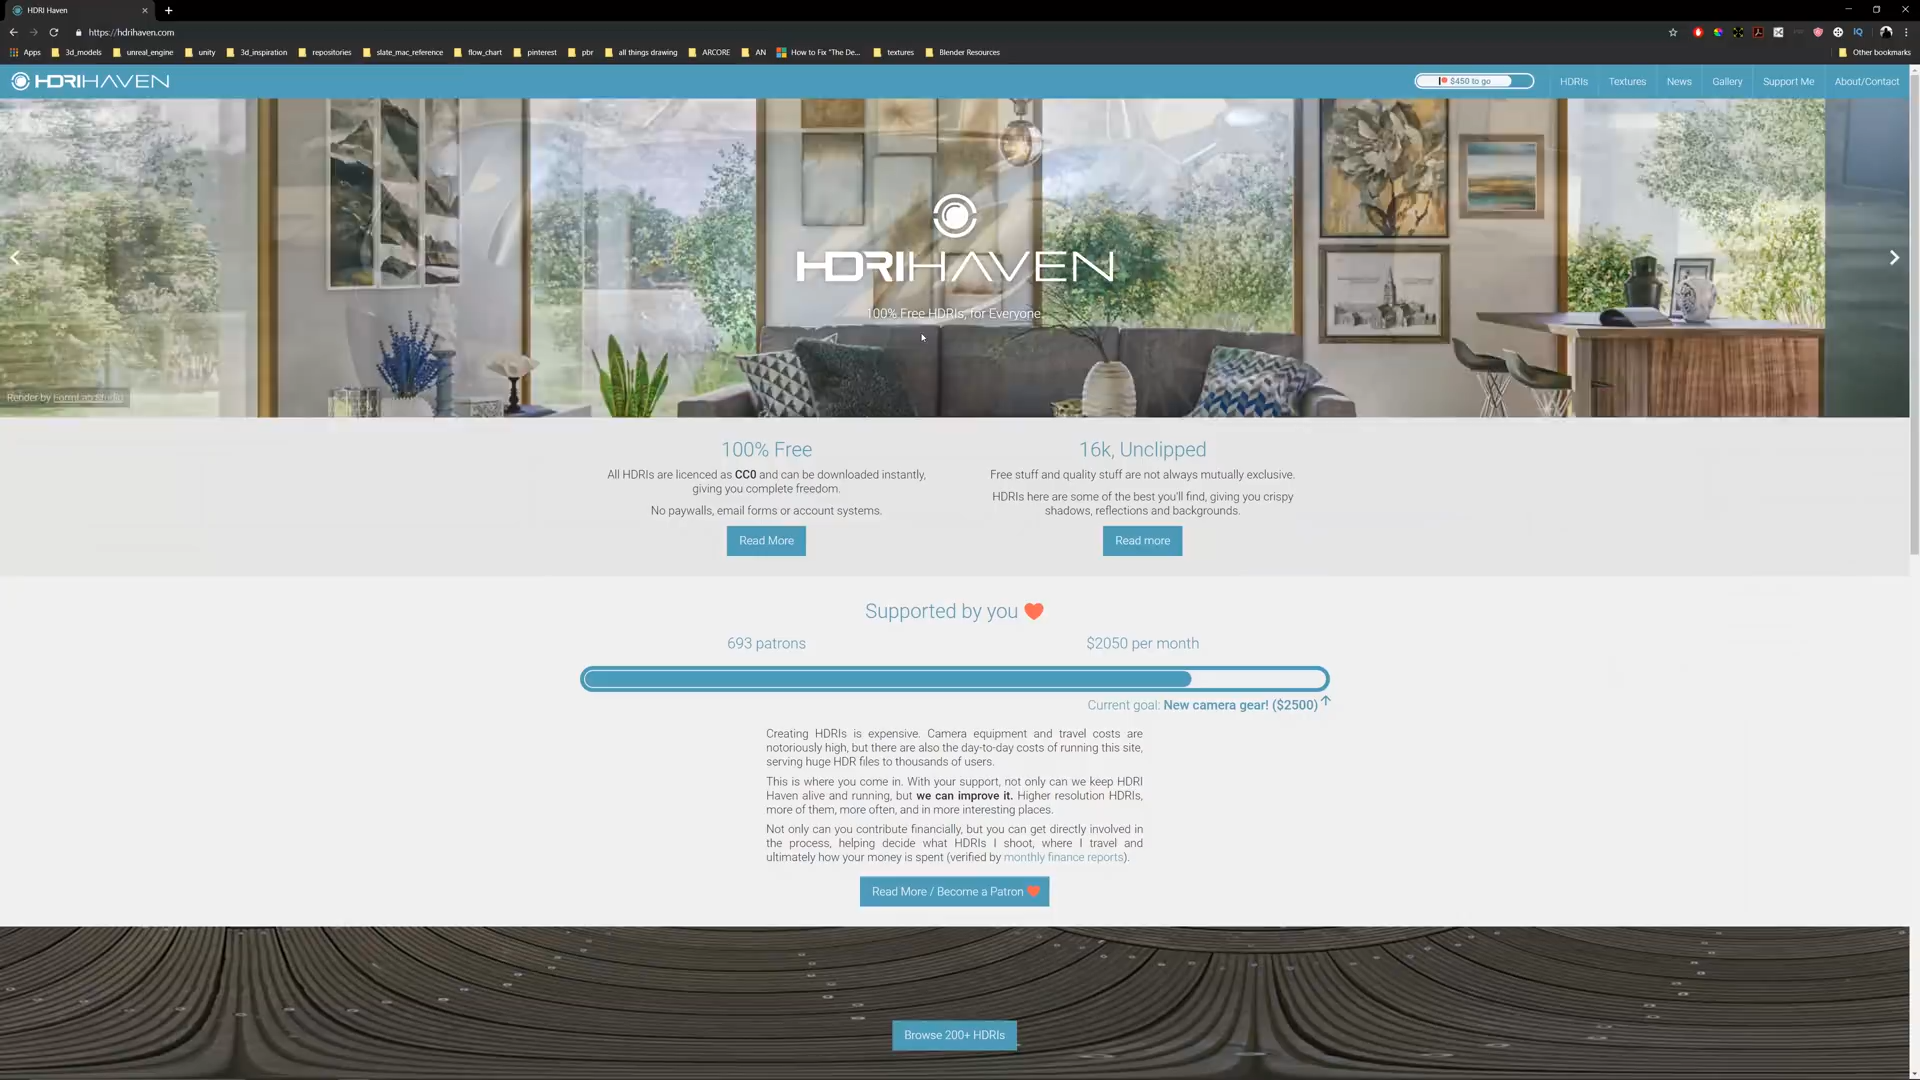 HDRI Haven
https://hdrihaven.com
Apps 3d_models unreal_engine unity 3d_inspiration repositories slate_mac_reference flow_chart pinterest pbr all things drawing ARCORE AN How to Fix "The De... textures Blender Resources Other bookmarks
HDRIHAVEN $450 to go HDRIs Textures News Gallery Support Me About/Contact
HDRIHAVEN
100% Free HDRIs, for Everyone.
Render by FormLab Studio
100% Free
All HDRIs are licenced as CC0 and can be downloaded instantly,
giving you complete freedom.
No paywalls, email forms or account systems.
Read More
16k, Unclipped
Free stuff and quality stuff are not always mutually exclusive.
HDRIs here are some of the best you'll find, giving you crispy
shadows, reflections and backgrounds.
Read more
Supported by you
693 patrons $2050 per month
Current goal: New camera gear! ($2500)
Creating HDRIs is expensive. Camera equipment and travel costs are
notoriously high, but there are also the day-to-day costs of running this site,
serving huge HDR files to thousands of users.
This is where you come in. With your support, not only can we keep HDRI
Haven alive and running, but we can improve it. Higher resolution HDRIs,
more of them, more often, and in more interesting places.
Not only can you contribute financially, but you can get directly involved in
the process, helping decide what HDRIs I shoot, where I travel and
ultimately how your money is spent (verified by monthly finance reports).
Read More / Become a Patron
Browse 200+ HDRIs